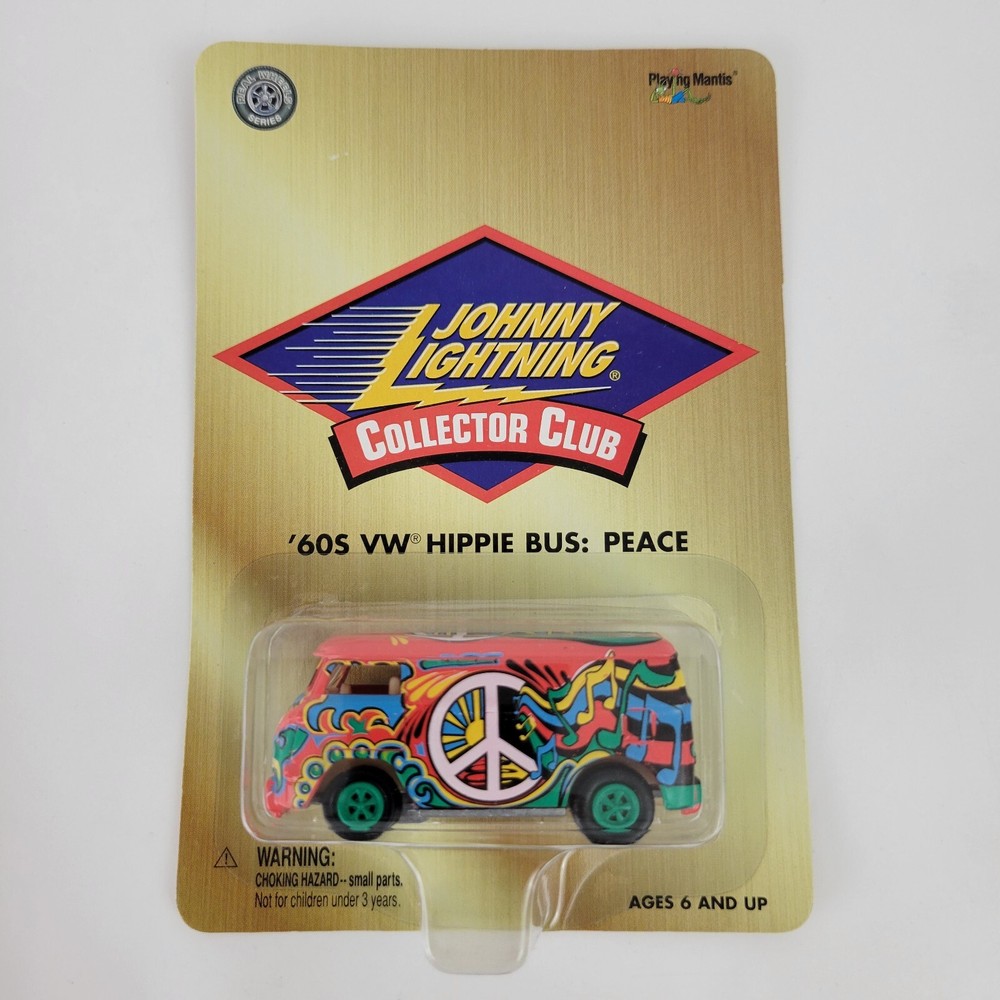 REAL WHEELS
SERIES
Playing Mantis®
JOHNNY
LIGHTNING®
COLLECTOR CLUB
'60S VW® HIPPIE BUS: PEACE
WARNING:
CHOKING HAZARD-- small parts.
Not for children under 3 years.
AGES 6 AND UP